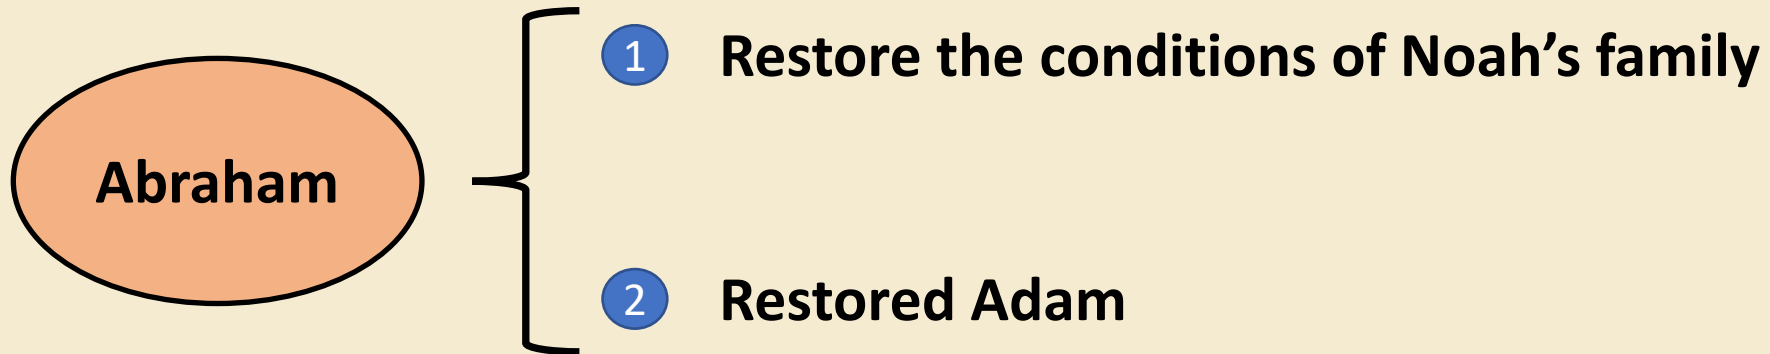 1 Restore the conditions of Noah’s family
Abraham
2 Restored Adam